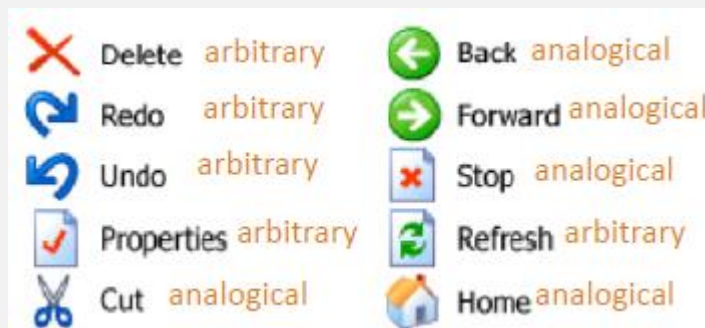 Delete arbitrary
Redo arbitrary
Undo arbitrary
Properties arbitrary
Cut analogical
Back analogical
Forward analogical
Stop analogical
Refresh arbitrary
Home analogical